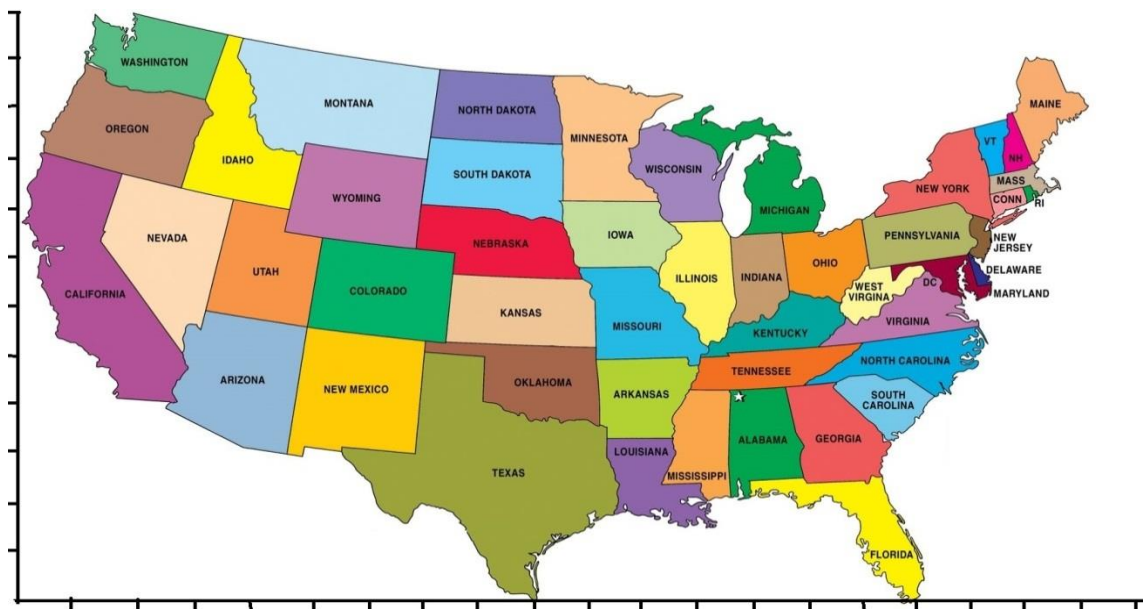 WASHINGTON
OREGON
IDAHO
MONTANA
WYOMING
NORTH DAKOTA
SOUTH DAKOTA
MINNESOTA
WISCONSIN
MICHIGAN
NEVADA
UTAH
CALIFORNIA
COLORADO
NEBRASKA
KANSAS
IOWA
ILLINOIS
INDIANA
OHIO
PENNSYLVANIA
NEW YORK
VT
NH
MAINE
MASS
CONN
RI
NEW
JERSEY
DELAWARE
MARYLAND
DC
WEST
VIRGINA
VIRGINIA
MISSOURI
KENTUCKY
ARIZONA
NEW MEXICO
OKLAHOMA
ARKANSAS
TENNESSEE
NORTH CAROLINA
SOUTH
CAROLINA
TEXAS
LOUISIANA
MISSISSIPPI
ALABAMA
GEORGIA
FLORIDA